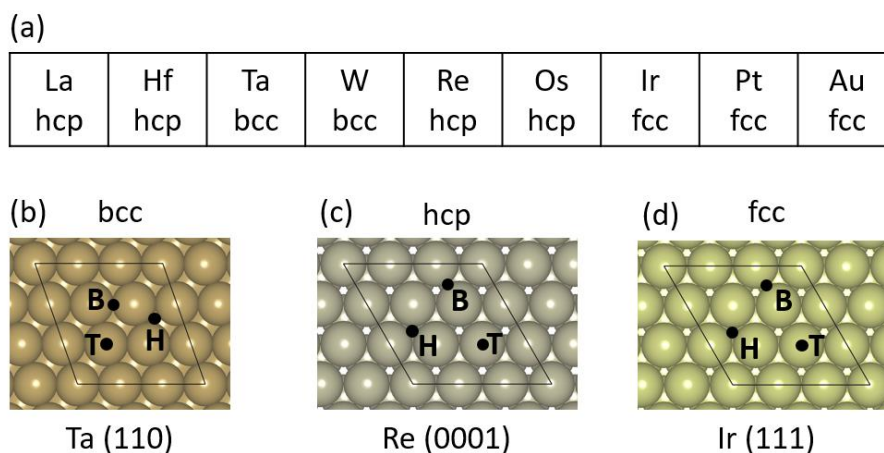 (a)
La Hf Ta W Re Os Ir Pt Au
hcp hcp bcc bcc hcp hcp fcc fcc fcc
(b) bcc (c) hcp (d) fcc
B B B
H H H
T T T
Ta (110) Re (0001) Ir (111)